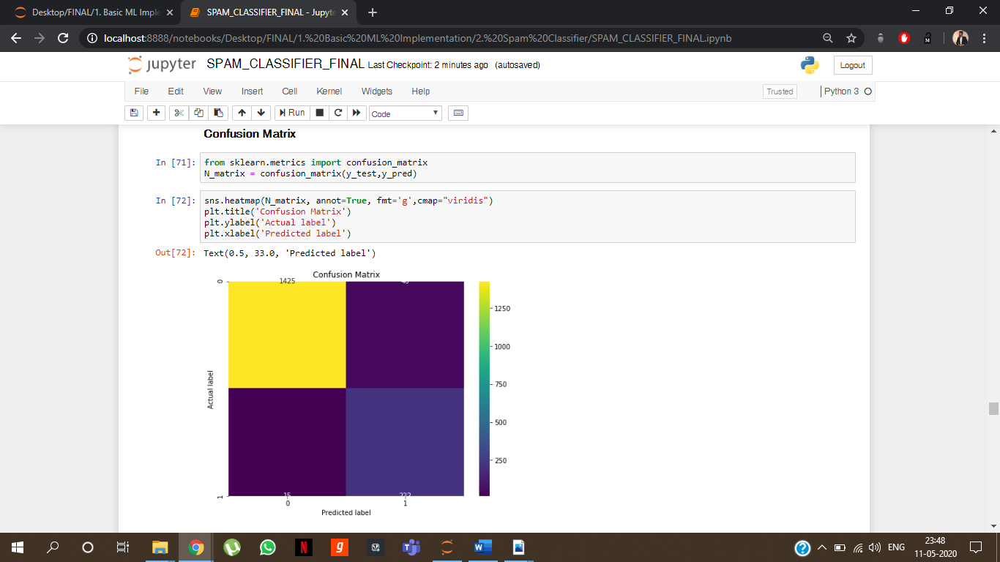 Desktop/FINAL/1. Basic ML Imple
SPAM_CLASSIFIER_FINAL - Jupyte
localhost:8888/notebooks/Desktop/FINAL/1.%20Basic%20ML%20Implementation/2.%20Spam%20Classifier/SPAM_CLASSIFIER_FINAL.ipynb
jupyter SPAM_CLASSIFIER_FINAL Last Checkpoint: 2 minutes ago (autosaved)
Logout
File Edit View Insert Cell Kernel Widgets Help
Trusted
Python 3
Run
Code
Confusion Matrix
In [71]: from sklearn.metrics import confusion_matrix
N_matrix = confusion_matrix(y_test,y_pred)
In [72]: sns.heatmap(N_matrix, annot=True, fmt='g',cmap="viridis")
plt.title('Confusion Matrix')
plt.ylabel('Actual label')
plt.xlabel('Predicted label')
Out[72]: Text(0.5, 33.0, 'Predicted label')
Confusion Matrix
0
1425
1250
1000
750
500
250
Actual label
1
15
222
0
1
Predicted label
ENG
23:48
11-05-2020